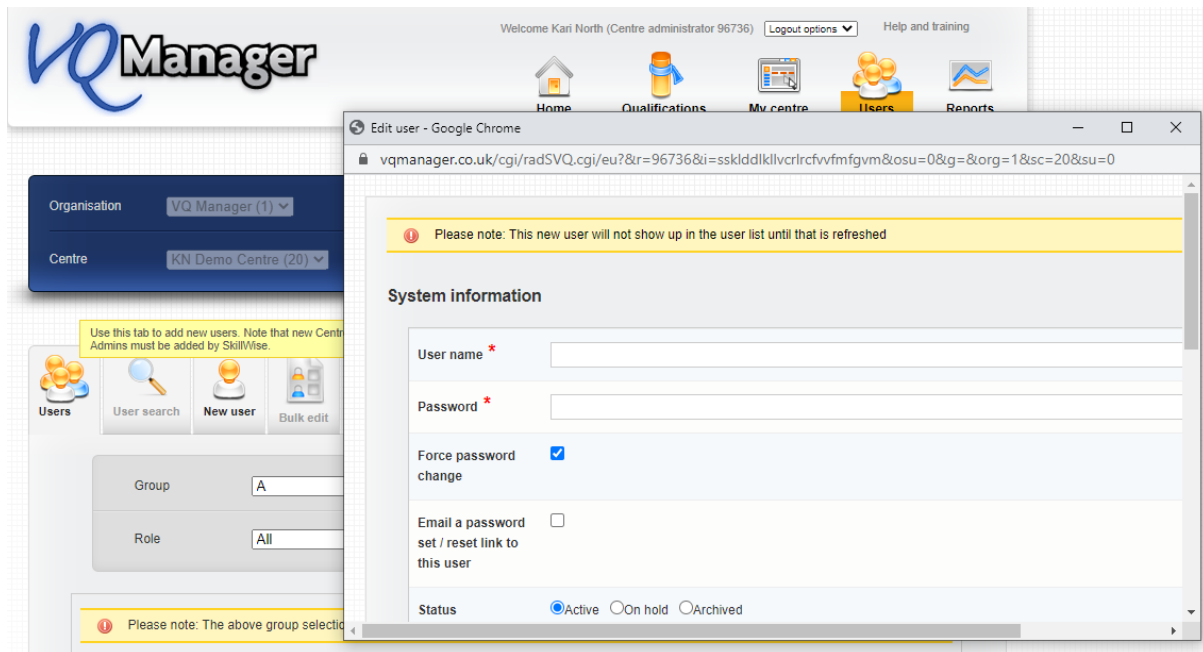 VQManager
Welcome Kari North (Centre administrator 96736) Logout options Help and training
Home Qualifications My centre Users Reports
Edit user - Google Chrome
vqmanager.co.uk/cgi/radSVQ.cgi/eu?&r=96736&i=ssklddlkllvcrlrcfvvfmfgvm&osu=0&g=&org=1&sc=20&su=0
Organisation VQ Manager (1)
Centre KN Demo Centre (20)
Use this tab to add new users. Note that new Centr
Admins must be added by SkillWise.
Users User search New user Bulk edit
Group A
Role All
Please note: The above group selectio
Please note: This new user will not show up in the user list until that is refreshed
System information
User name *
Password *
Force password
change
Email a password
set / reset link to
this user
Status Active On hold Archived